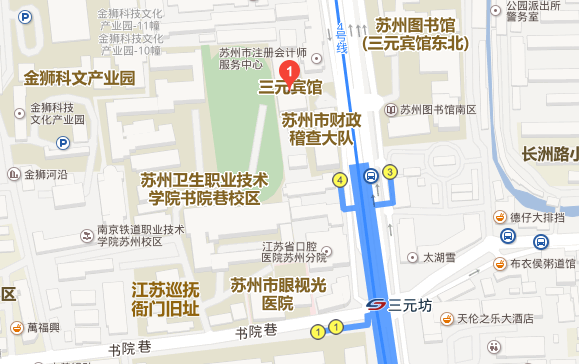 金狮科技文化
产业园-11幢
金狮科技文化
产业园-10幢
P
金狮科文产业园
金狮科技
文化产业园
P
金狮河沿
苏州市注册会计师
服务中心
1
三元宾馆
4号线
苏州图书馆
(三元宾馆东北)
公园派出所
警务室
苏州图书馆南区
苏州市财政
稽查大队
长洲路小
苏州卫生职业技术
学院书院巷校区
4
3
南京铁道职业技术
学院苏州校区
江苏省口腔
医院苏州分院
太湖雪
德仔大排挡
布衣侯粥道馆
区
江苏巡抚
衙门旧址
苏州市眼视光
医院
三元坊
天伦之乐大酒店
萬福興
书院巷
1
1
书院巷